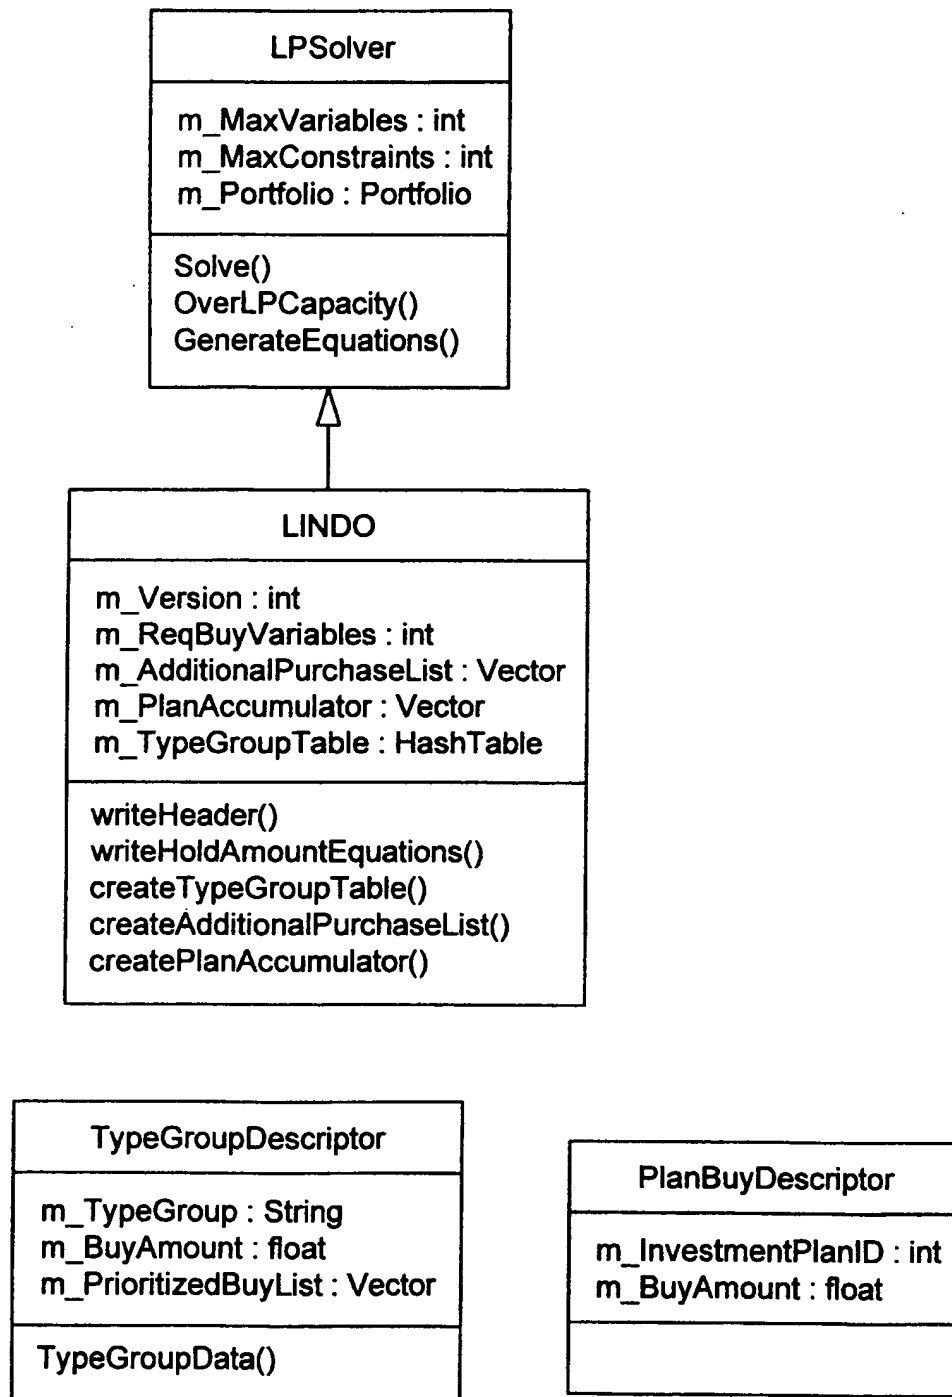 LPSolver
m_MaxVariables : int
m_MaxConstraints : int
m_Portfolio : Portfolio
Solve()
OverLPCapacity()
GenerateEquations()
LINDO
m_Version : int
m_ReqBuyVariables : int
m_AdditionalPurchaseList : Vector
m_PlanAccumulator : Vector
m_TypeGroupTable : HashTable
writeHeader()
writeHoldAmountEquations()
createTypeGroupTable()
createAdditionalPurchaseList()
createPlanAccumulator()
TypeGroupDescriptor
m_TypeGroup : String
m_BuyAmount : float
m_PrioritizedBuyList : Vector
TypeGroupData()
PlanBuyDescriptor
m_InvestmentPlanID : int
m_BuyAmount : float